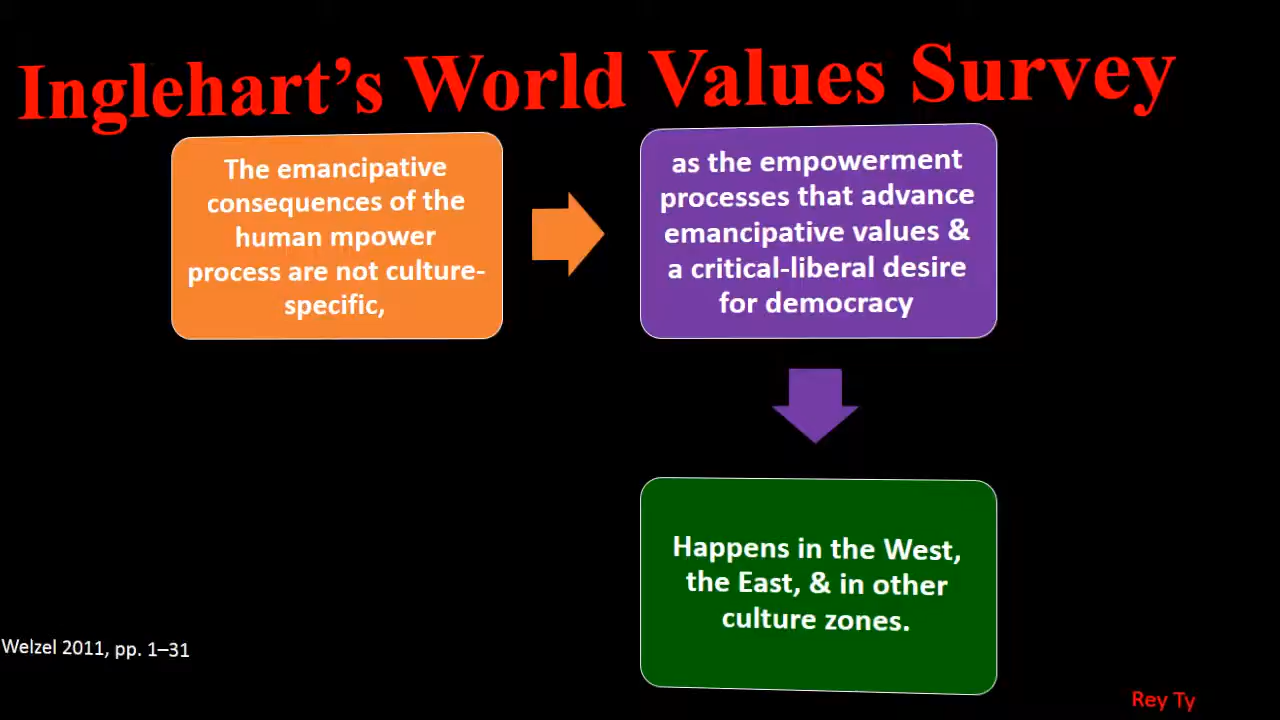 Inglehart's World Values Survey
The emancipative
consequences of the
human mpower
process are not culture-
specific,
as the empowerment
processes that advance
emancipative values &
a critical-liberal desire
for democracy
Happens in the West,
the East, & in other
culture zones.
Welzel 2011, pp. 1–31
Rey Ty